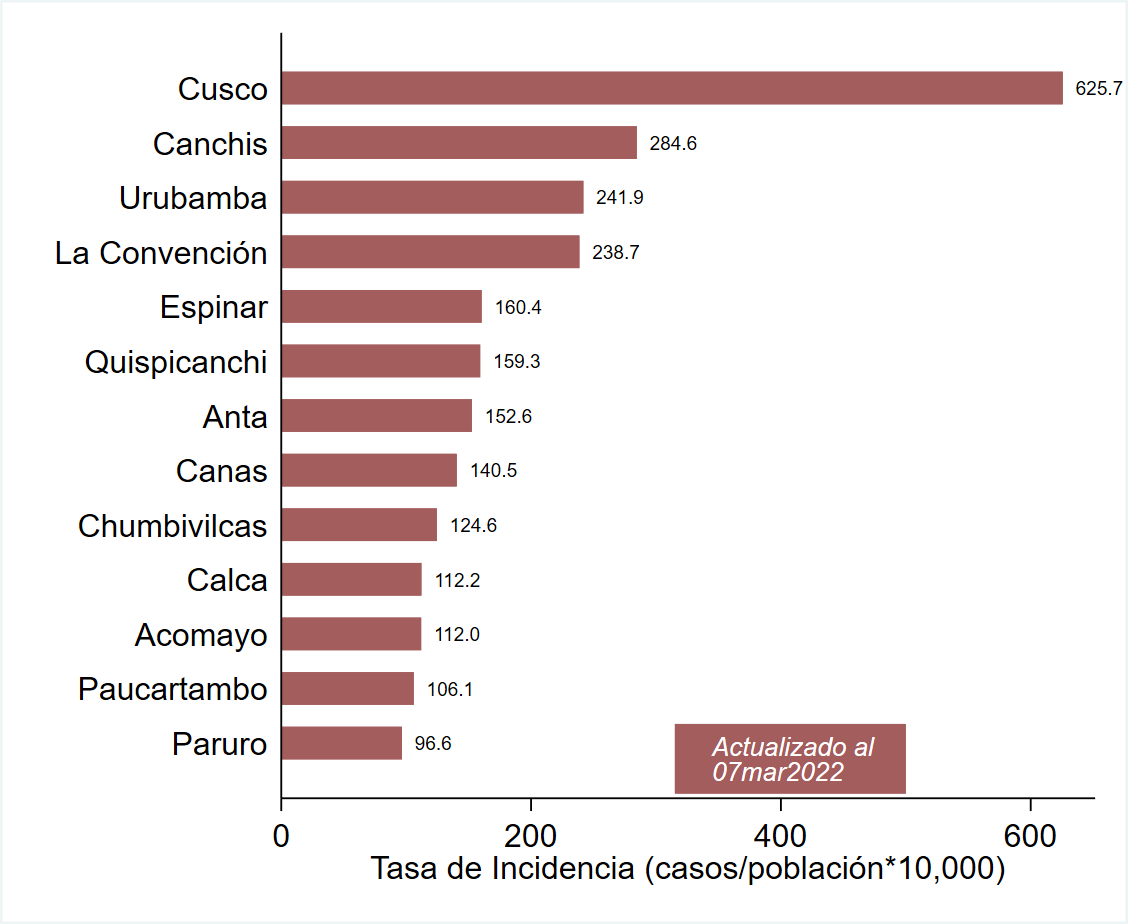 Cusco 625.7
Canchis 284.6
Urubamba 241.9
La Convención 238.7
Espinar 160.4
Quispicanchi 159.3
Anta 152.6
Canas 140.5
Chumbivilcas 124.6
Calca 112.2
Acomayo 112.0
Paucartambo 106.1
Paruro 96.6
Actualizado al
07mar2022
0 200 400 600
Tasa de Incidencia (casos/población*10,000)